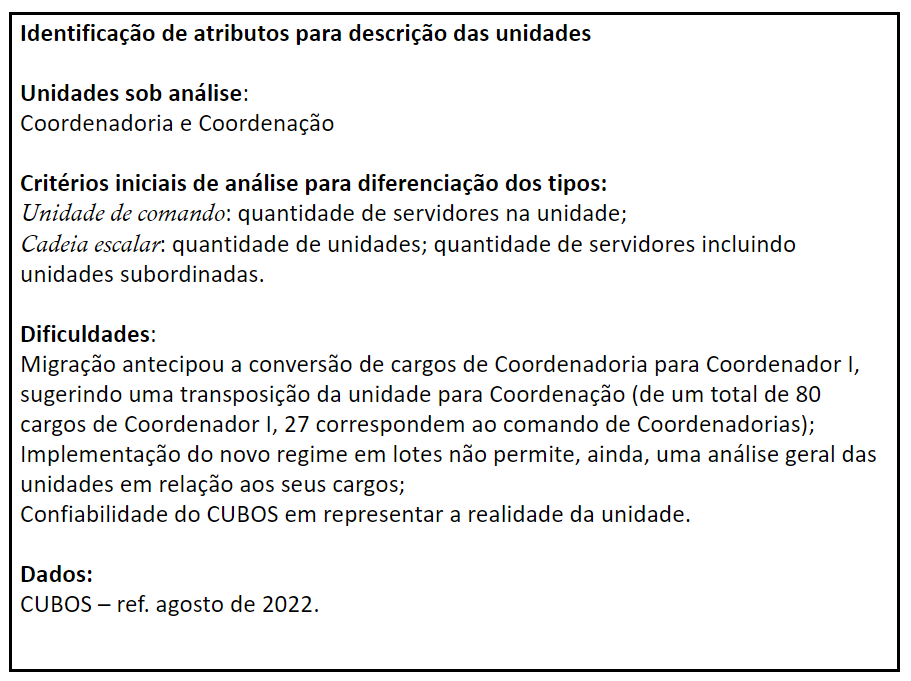 Identificação de atributos para descrição das unidades
Unidades sob análise:
Coordenadoria e Coordenação
Critérios iniciais de análise para diferenciação dos tipos:
Unidade de comando: quantidade de servidores na unidade;
Cadeia escalar: quantidade de unidades; quantidade de servidores incluindo
unidades subordinadas.
Dificuldades:
Migração antecipou a conversão de cargos de Coordenadoria para Coordenador I,
sugerindo uma transposição da unidade para Coordenação (de um total de 80
cargos de Coordenador I, 27 correspondem ao comando de Coordenadorias);
Implementação do novo regime em lotes não permite, ainda, uma análise geral das
unidades em relação aos seus cargos;
Confiabilidade do CUBOS em representar a realidade da unidade.
Dados:
CUBOS – ref. agosto de 2022.